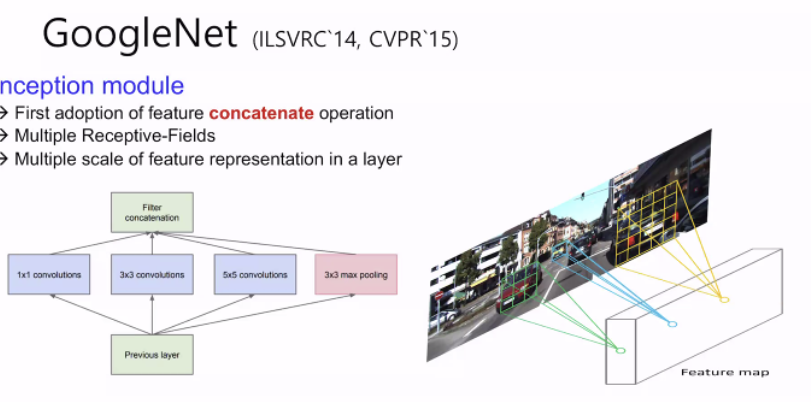 GoogleNet (ILSVRC`14, CVPR`15)
nception module
→ First adoption of feature concatenate operation
→ Multiple Receptive-Fields
→ Multiple scale of feature representation in a layer
Filter
concatenation
1x1 convolutions
3x3 convolutions
5x5 convolutions
3x3 max pooling
Previous layer
Feature map